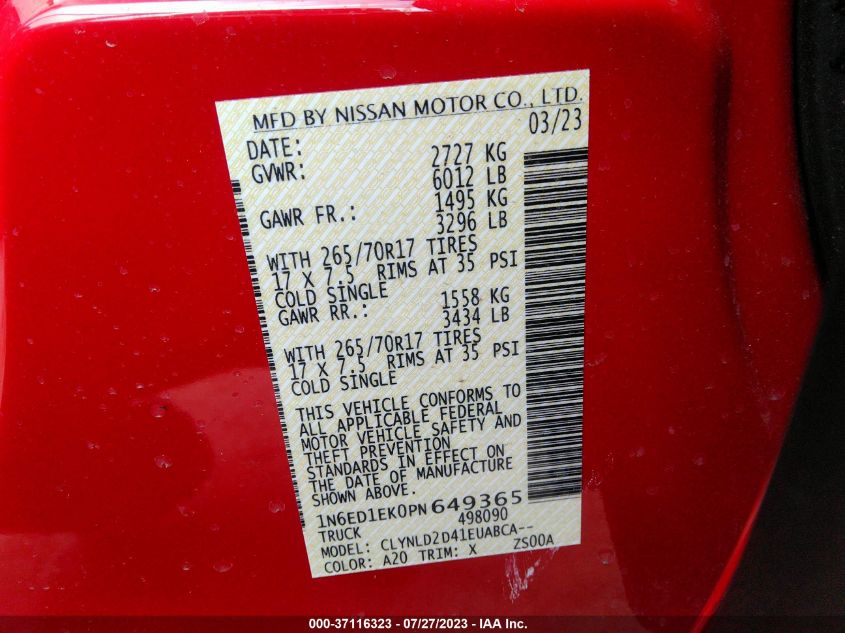 MFD BY NISSAN MOTOR CO., LTD.
DATE: 03/23
GVWR: 2727 KG
6012 LB
GAWR FR.: 1495 KG
3296 LB
WITH 265/70R17 TIRES
17 X 7.5 RIMS AT 35 PSI
COLD SINGLE
GAWR RR.: 1558 KG
3434 LB
WITH 265/70R17 TIRES
17 X 7.5 RIMS AT 35 PSI
COLD SINGLE
THIS VEHICLE CONFORMS TO
ALL APPLICABLE FEDERAL
MOTOR VEHICLE SAFETY AND
THEFT PREVENTION
STANDARDS IN EFFECT ON
THE DATE OF MANUFACTURE
SHOWN ABOVE.
1N6ED1EK0PN649365
TRUCK 498090
MODEL: CLYNLD2D41EUABCA--
COLOR: A20 TRIM: X ZS00A
000-37116323 - 07/27/2023 - IAA Inc.